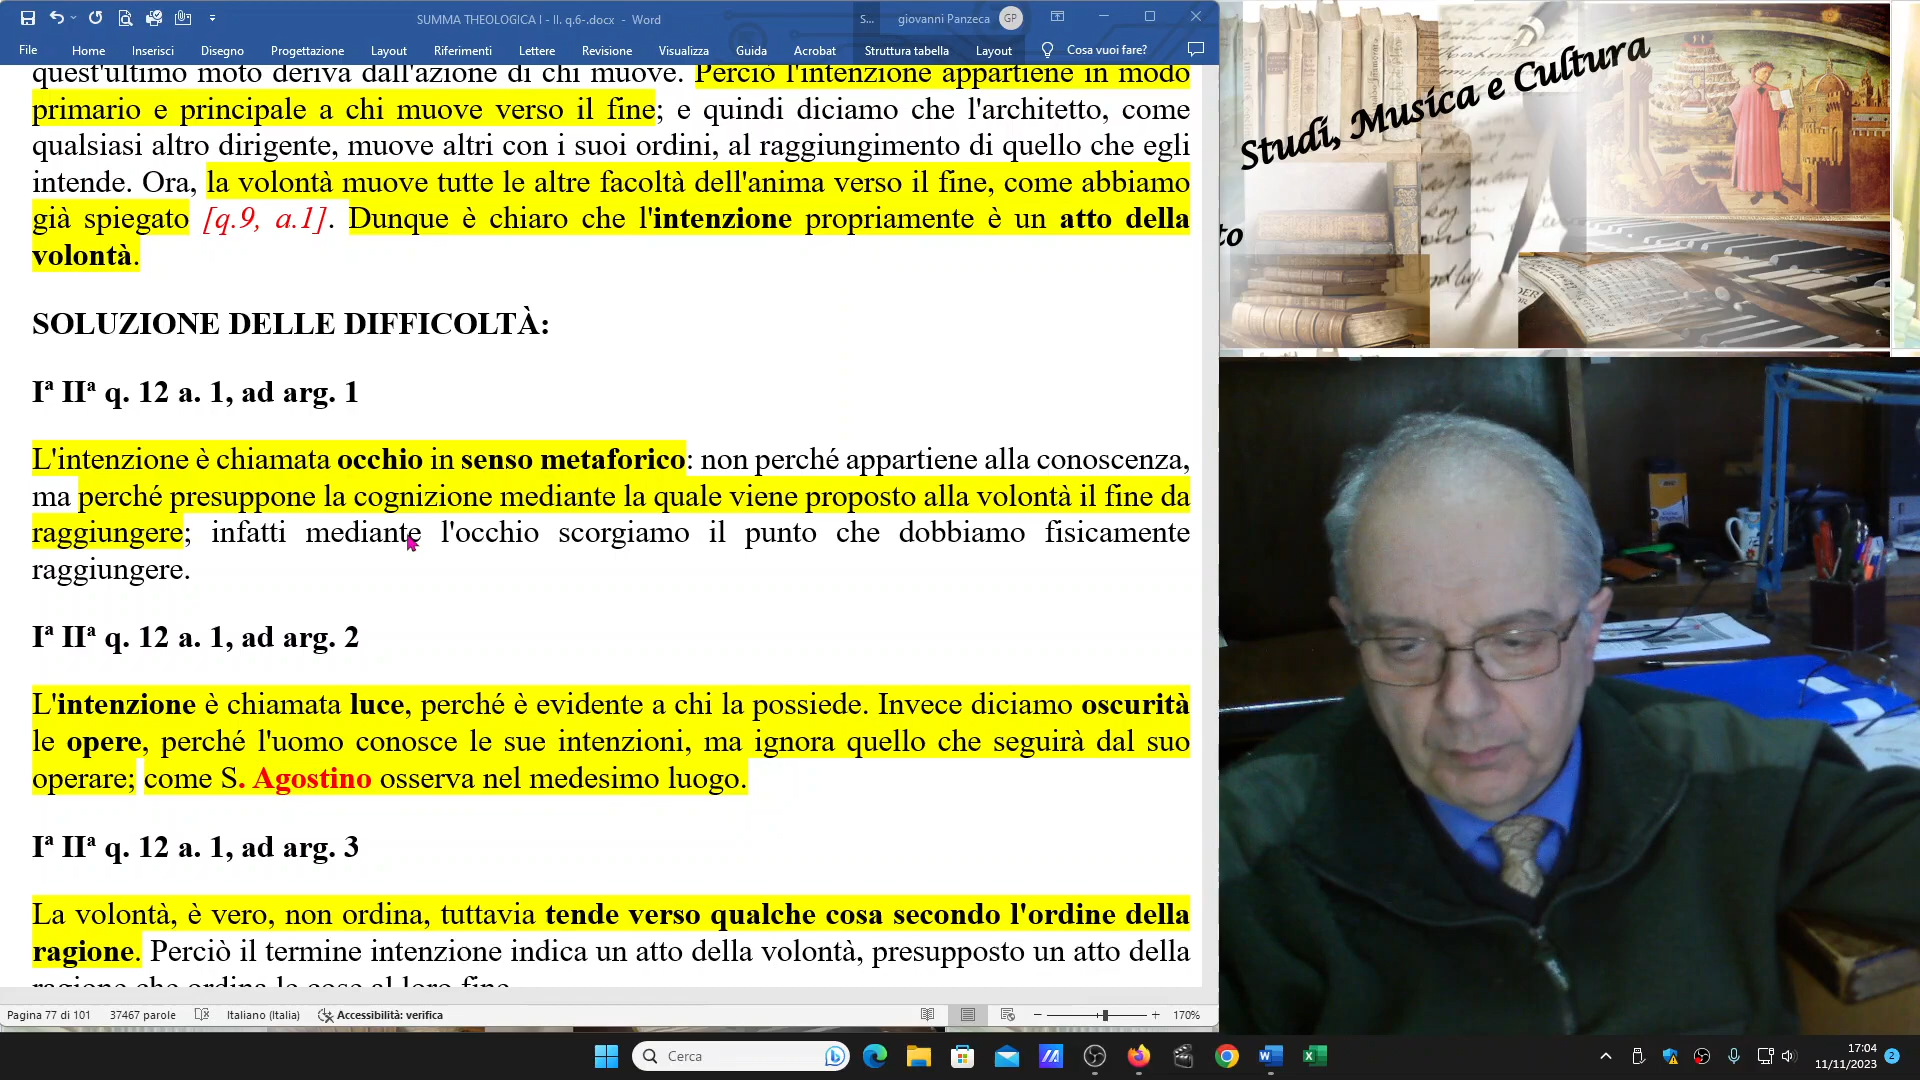 SUMMA THEOLOGICA I - II. q.6-.docx - Word
S...
giovanni Panzeca
GP
File Home Inserisci Disegno Progettazione Layout Riferimenti Lettere Revisione Visualizza Guida Acrobat Struttura tabella Layout Cosa vuoi fare?
quest'ultimo moto deriva dall'azione di chi muove. Perciò l'intenzione appartiene in modo
primario e principale a chi muove verso il fine; e quindi diciamo che l'architetto, come
qualsiasi altro dirigente, muove altri con i suoi ordini, al raggiungimento di quello che egli
intende. Ora, la volontà muove tutte le altre facoltà dell'anima verso il fine, come abbiamo
già spiegato [q.9, a.1]. Dunque è chiaro che l'intenzione propriamente è un atto della
volontà.
SOLUZIONE DELLE DIFFICOLTÀ:
Iª IIª q. 12 a. 1, ad arg. 1
L'intenzione è chiamata occhio in senso metaforico: non perché appartiene alla conoscenza,
ma perché presuppone la cognizione mediante la quale viene proposto alla volontà il fine da
raggiungere; infatti mediante l'occhio scorgiamo il punto che dobbiamo fisicamente
raggiungere.
Iª IIª q. 12 a. 1, ad arg. 2
L'intenzione è chiamata luce, perché è evidente a chi la possiede. Invece diciamo oscurità
le opere, perché l'uomo conosce le sue intenzioni, ma ignora quello che seguirà dal suo
operare; come S. Agostino osserva nel medesimo luogo.
Iª IIª q. 12 a. 1, ad arg. 3
La volontà, è vero, non ordina, tuttavia tende verso qualche cosa secondo l'ordine della
ragione. Perciò il termine intenzione indica un atto della volontà, presupposto un atto della
ragione che ordina le cose al loro fine.
Pagina 77 di 101 37467 parole Italiano (Italia) Accessibilità: verifica 170%
Studi, Musica e Cultura
to
Cerca
17:04
11/11/2023
2